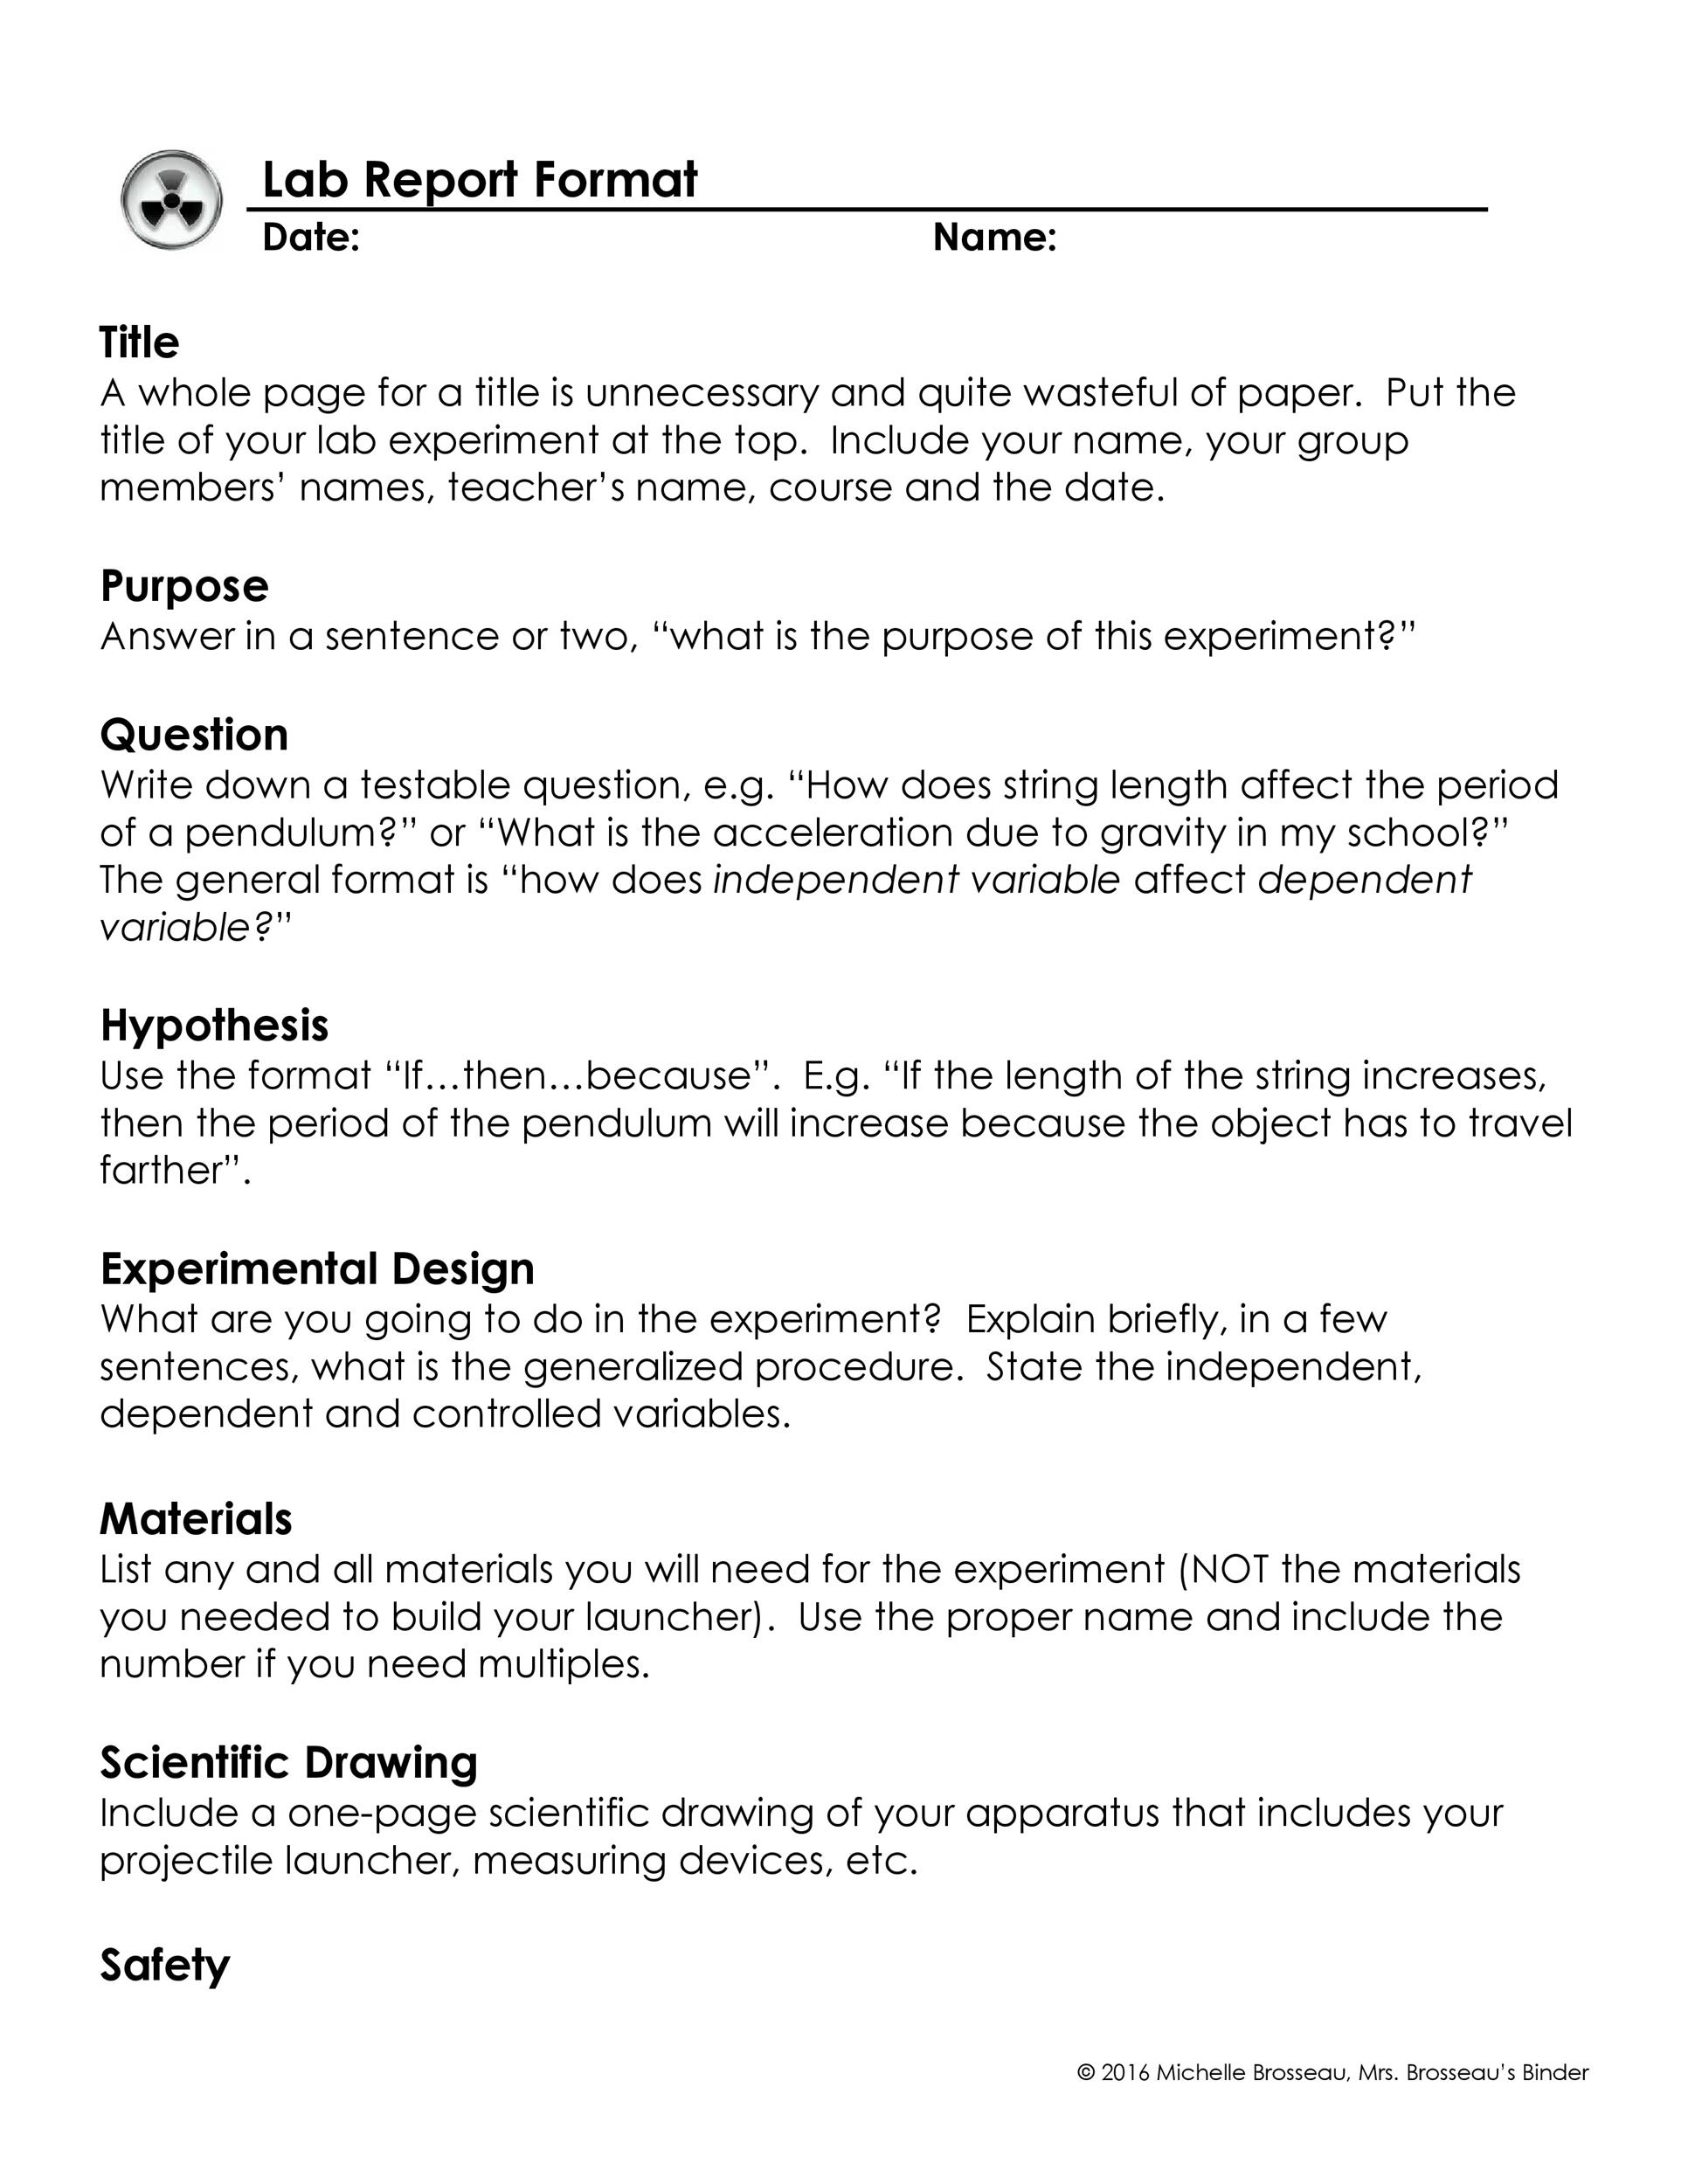 Lab Report Format
Date: Name:
Title
A whole page for a title is unnecessary and quite wasteful of paper.  Put the
title of your lab experiment at the top.  Include your name, your group
members’ names, teacher’s name, course and the date.
Purpose
Answer in a sentence or two, “what is the purpose of this experiment?”
Question
Write down a testable question, e.g. “How does string length affect the period
of a pendulum?” or “What is the acceleration due to gravity in my school?”
The general format is “how does independent variable affect dependent
variable?”
Hypothesis
Use the format “If…then…because”.  E.g. “If the length of the string increases,
then the period of the pendulum will increase because the object has to travel
farther”.
Experimental Design
What are you going to do in the experiment?  Explain briefly, in a few
sentences, what is the generalized procedure.  State the independent,
dependent and controlled variables.
Materials
List any and all materials you will need for the experiment (NOT the materials
you needed to build your launcher).  Use the proper name and include the
number if you need multiples.
Scientific Drawing
Include a one-page scientific drawing of your apparatus that includes your
projectile launcher, measuring devices, etc.
Safety
© 2016 Michelle Brosseau, Mrs. Brosseau’s Binder